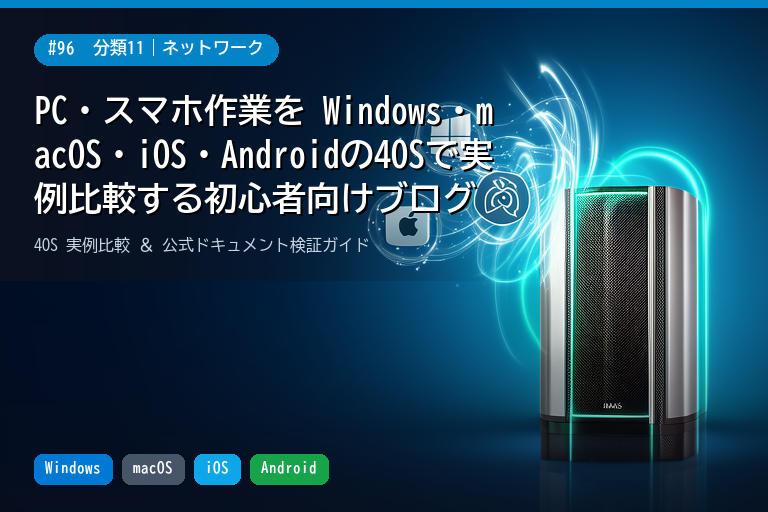 #96 分類11｜ネットワーク
PC・スマホ作業を Windows・m
acOS・iOS・Androidの4OSで実
例比較する初心者向けブログ
4OS 実例比較 & 公式ドキュメント検証ガイド
Windows
macOS
iOS
Android